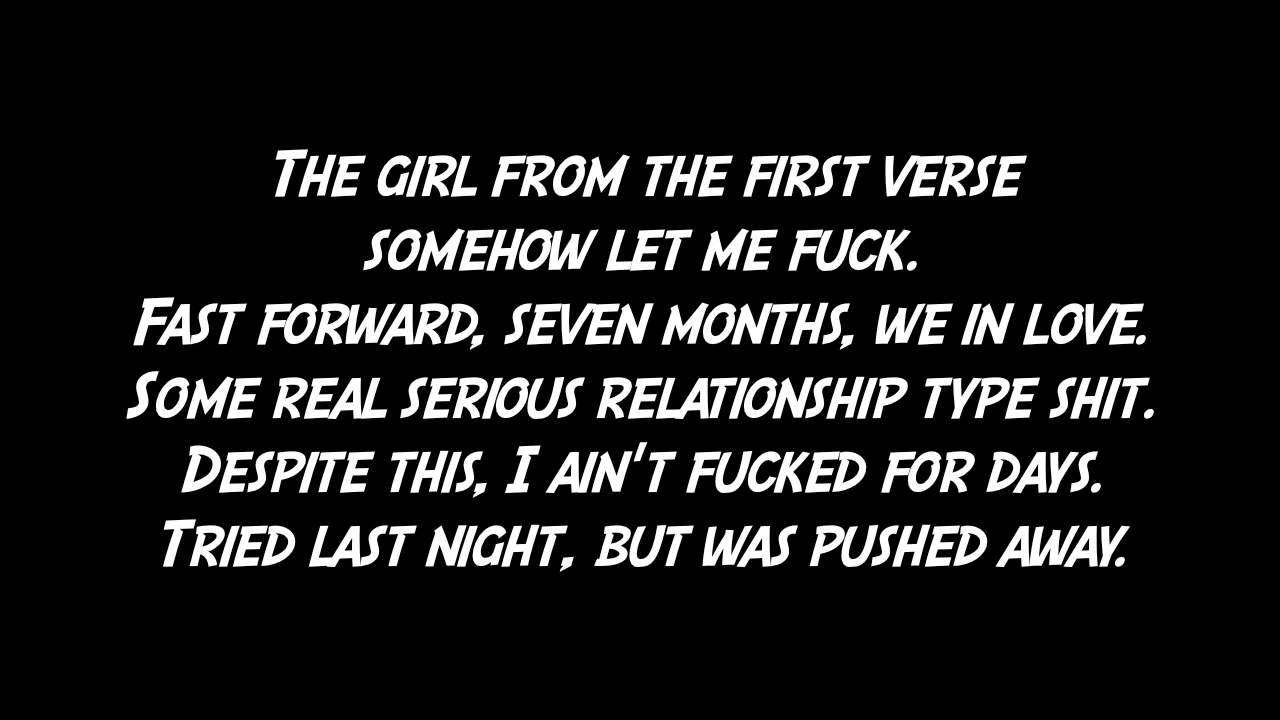 The girl from the first verse
somehow let me fuck.
Fast forward, seven months, we in love.
Some real serious relationship type shit.
Despite this, I ain't fucked for days.
Tried last night, but was pushed away.